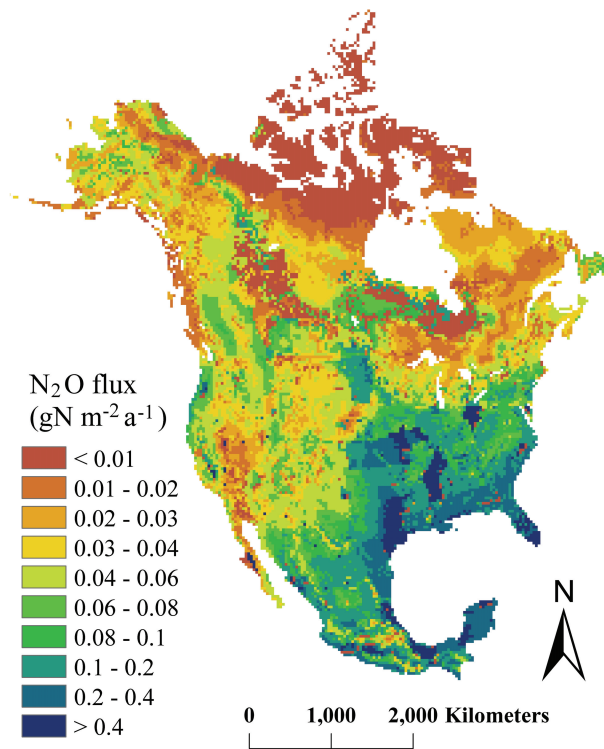 N₂O flux
(gN m⁻² a⁻¹)
< 0.01
0.01 - 0.02
0.02 - 0.03
0.03 - 0.04
0.04 - 0.06
0.06 - 0.08
0.08 - 0.1
0.1 - 0.2
0.2 - 0.4
> 0.4
N
0 1,000 2,000 Kilometers